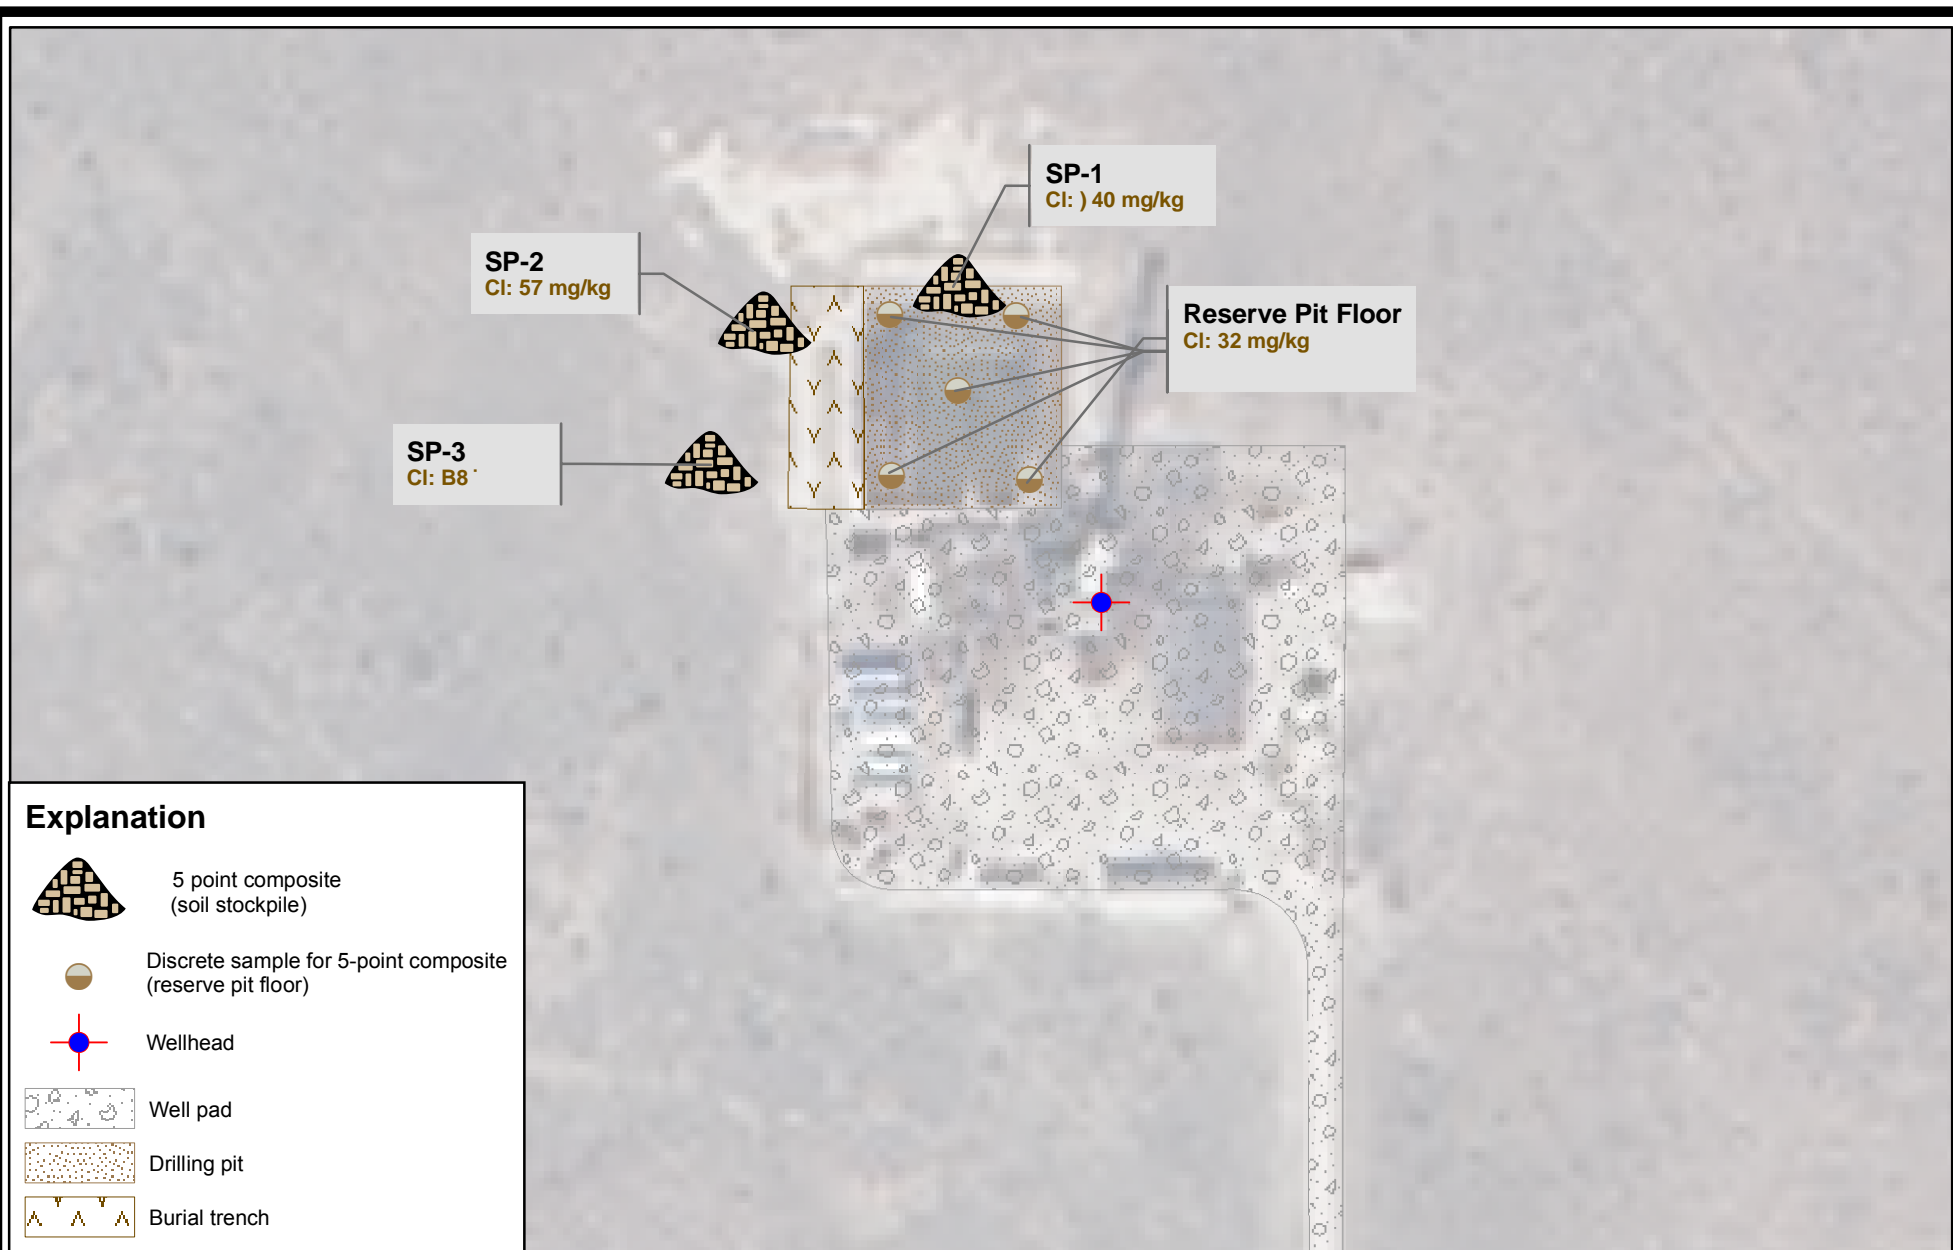 SP-1
Cl: ) 40 mg/kg
SP-2
Cl: 57 mg/kg
Reserve Pit Floor
Cl: 32 mg/kg
SP-3
Cl: B8
Explanation
5 point composite
(soil stockpile)
Discrete sample for 5-point composite
(reserve pit floor)
Wellhead
Well pad
Drilling pit
Burial trench